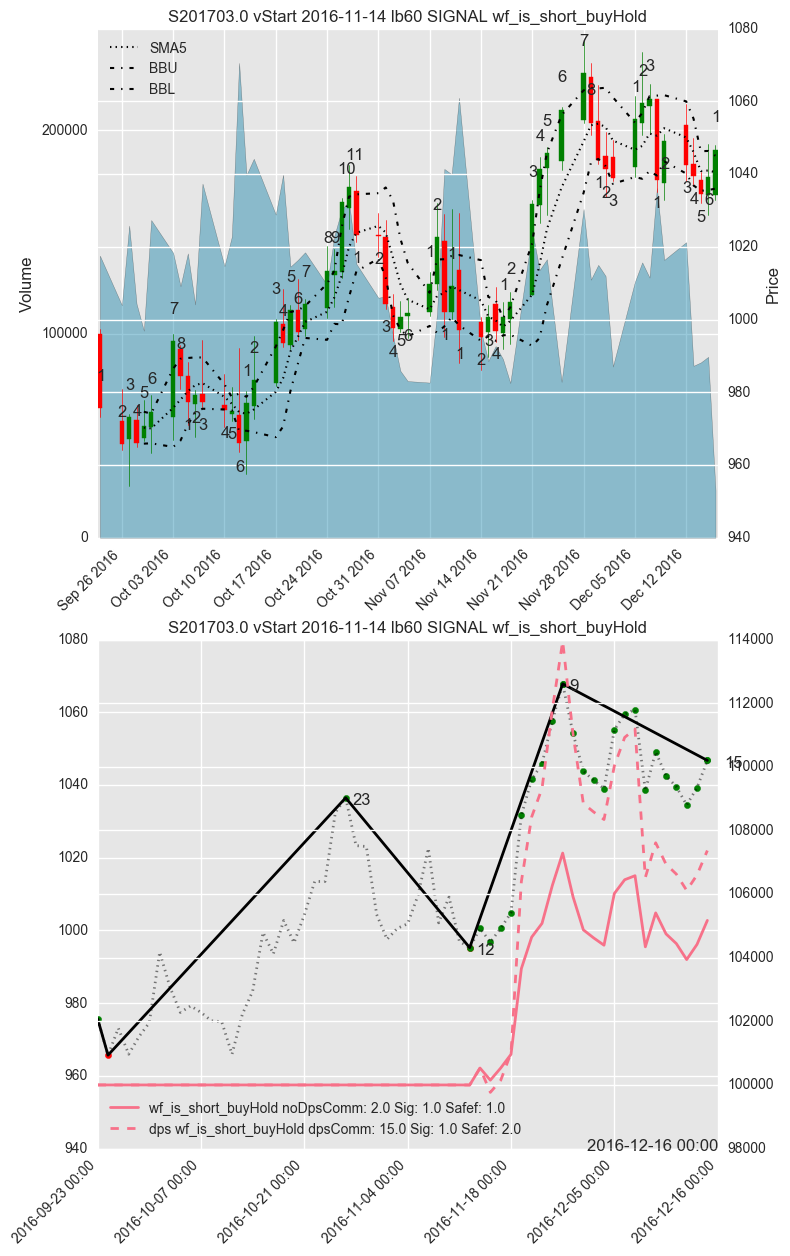 S201703.0 vStart 2016-11-14 lb60 SIGNAL wf_is_short_buyHold
SMA5
BBU
BBL
Volume
200000
100000
0
Price
1080
1060
1040
1020
1000
980
960
940
Sep 26 2016
Oct 03 2016
Oct 10 2016
Oct 17 2016
Oct 24 2016
Oct 31 2016
Nov 07 2016
Nov 14 2016
Nov 21 2016
Nov 28 2016
Dec 05 2016
Dec 12 2016
S201703.0 vStart 2016-11-14 lb60 SIGNAL wf_is_short_buyHold
1080
1060
1040
1020
1000
980
960
940
114000
112000
110000
108000
106000
104000
102000
100000
98000
23
12
9
15
wf_is_short_buyHold noDpsComm: 2.0 Sig: 1.0 Safef: 1.0
dps wf_is_short_buyHold dpsComm: 15.0 Sig: 1.0 Safef: 2.0
2016-12-16 00:00
2016-09-23 00:00
2016-10-07 00:00
2016-10-21 00:00
2016-11-04 00:00
2016-11-18 00:00
2016-12-05 00:00
2016-12-16 00:00